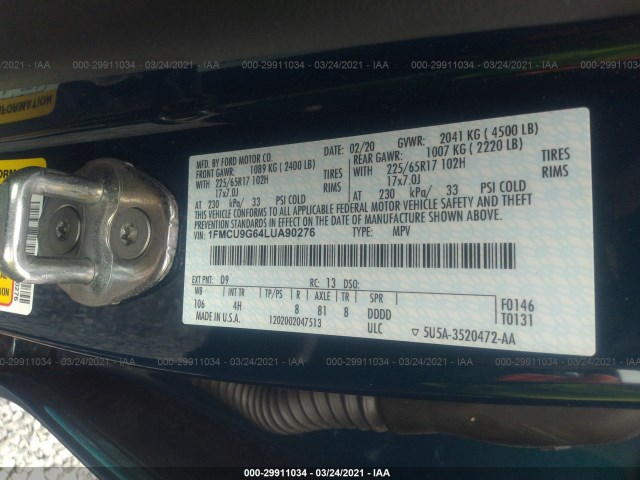 000-29911034 - 03/24/2021 - IAA
MFD. BY FORD MOTOR CO. DATE: 02/20 GVWR: 2041 KG ( 4500 LB)
FRONT GAWR: 1089 KG ( 2400 LB) REAR GAWR: 1007 KG ( 2220 LB)
WITH 225/65R17 102H TIRES WITH 225/65R17 102H TIRES
17x7.0J RIMS 17x7.0J RIMS
AT 230 kPa/ 33 PSI COLD AT 230 kPa/ 33 PSI COLD
THIS VEHICLE CONFORMS TO ALL APPLICABLE FEDERAL MOTOR VEHICLE SAFETY AND THEFT
PREVENTION STANDARDS IN EFFECT ON THE DATE OF MANUFACTURE SHOWN ABOVE.
VIN: 1FMCU9G64LUA90276 TYPE: MPV
EXT PNT: D9 RC: 13 DSO:
WB INT TR TP/PS R AXLE TR SPR
106 4H 8 81 8 DDDD
F0146
T0131
MADE IN U.S.A. 1202002047513 ULC 5U5A-3520472-AA
000-29911034 - 03/24/2021 - IAA